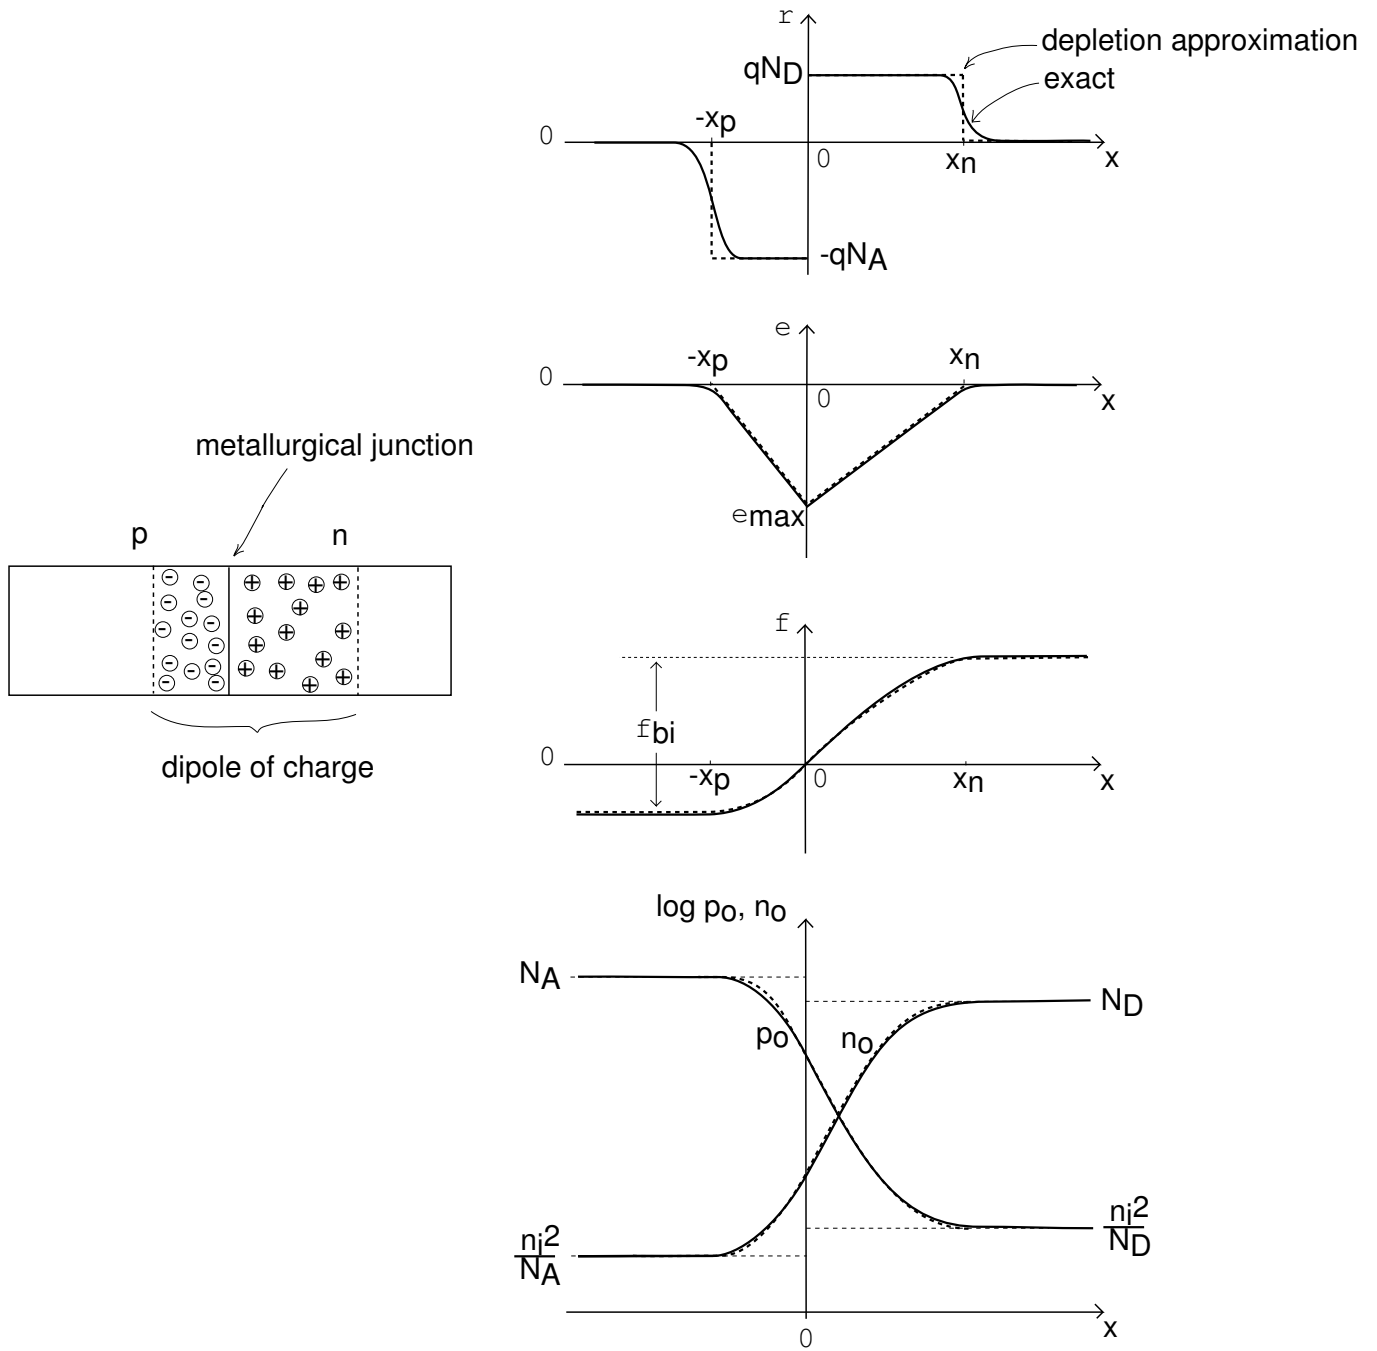 r
depletion approximation
qND
exact
-xp
0
0
xn
x
-qNA
e
-xp
xn
0
0
x
emax
metallurgical junction
p
n
dipole of charge
f
fbi
0
-xp
0
xn
x
log po, no
NA
ND
po
no
ni2
NA
ni2
ND
0
x